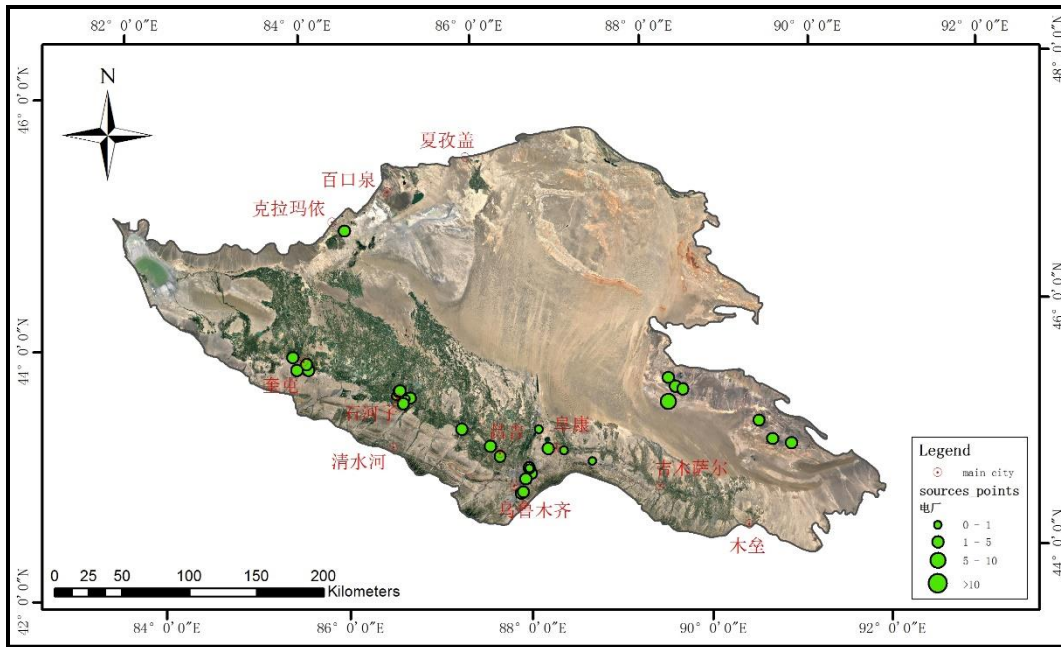 82° 0'0"E
84° 0'0"E
86° 0'0"E
88° 0'0"E
90° 0'0"E
48° 0'0"N
N
46° 0'0"N
夏孜盖
百口泉
克拉玛依
46° 0'0"N
44° 0'0"N
奎屯
石河子
昌吉
阜康
清水河
吉木萨尔
乌鲁木齐
木垒
Legend
main city
sources points
电厂
0 - 1
1 - 5
5 - 10
>10
44° 0'0"N
0 25 50 100 150 200
Kilometers
42° 0'0"N
84° 0'0"E
86° 0'0"E
88° 0'0"E
90° 0'0"E
92° 0'0"E